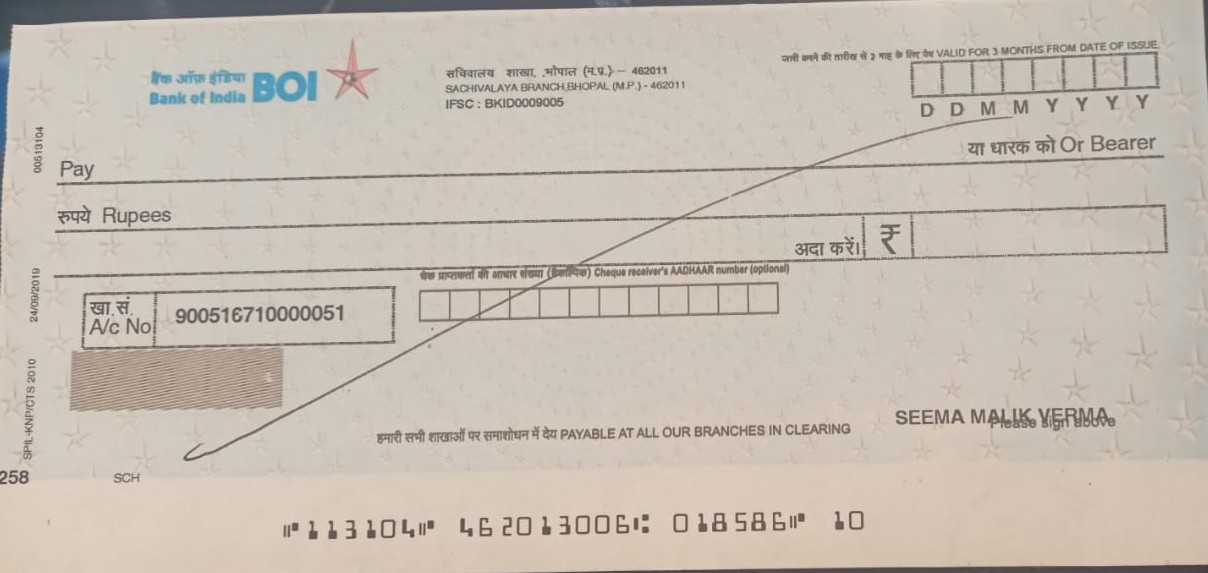 जारी करने की तारीख से 3 माह के लिए वैध VALID FOR 3 MONTHS FROM DATE OF ISSUE
बैंक ऑफ़ इंडिया
Bank of India BOI
सचिवालय शाखा, ,भोपाल (म.प्र.) – 462011
SACHIVALAYA BRANCH,BHOPAL (M.P.) - 462011
IFSC : BKID0009005
D D M M Y Y Y Y
00513104
Pay
या धारक को Or Bearer
रुपये Rupees
अदा करें। ₹
24/09/2019
चेक प्राप्तकर्ता की आधार संख्या (वैकल्पिक) Cheque receiver's AADHAAR number (optional)
खा.सं.
A/c No
900516710000051
SPIL-KNP/CTS 2010
SEEMA MALIK VERMA
Please sign above
हमारी सभी शाखाओं पर समाशोधन में देय PAYABLE AT ALL OUR BRANCHES IN CLEARING
258
SCH
⑈113104⑈ 462013006⑆ 018586⑈ 10